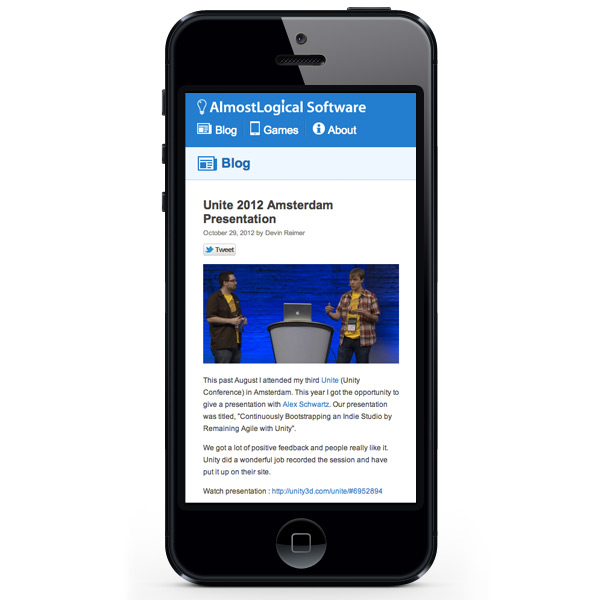 AlmostLogical Software
Blog Games About
Blog
Unite 2012 Amsterdam
Presentation
October 29, 2012 by Devin Reimer
Tweet
This past August I attended my third Unite (Unity
Conference) in Amsterdam. This year I got the opportunity to
give a presentation with Alex Schwartz. Our presentation
was titled, "Continuously Bootstrapping an Indie Studio by
Remaining Agile with Unity".
We got a lot of positive feedback and people really like it.
Unity did a wonderful job recorded the session and have
put it up on their site.
Watch presentation : http://unity3d.com/unite/#6952894